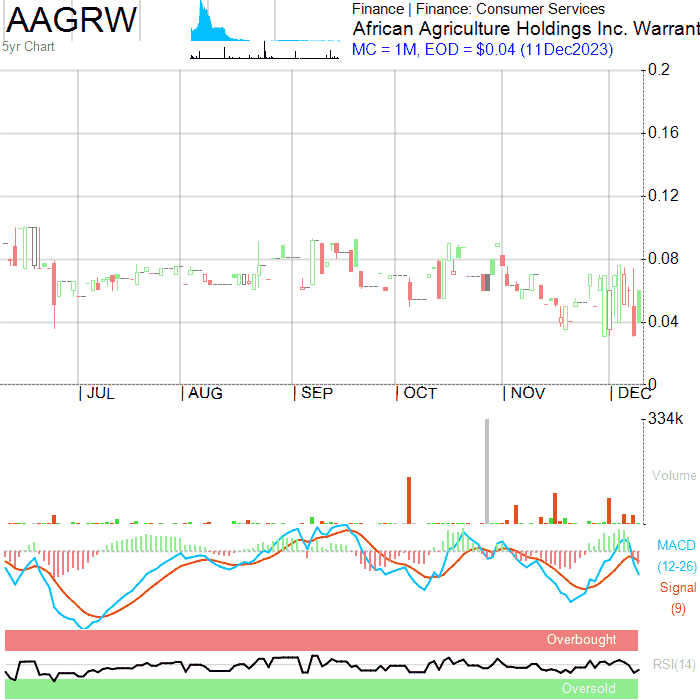 AAGRW
5yr Chart
Finance | Finance: Consumer Services
African Agriculture Holdings Inc. Warrant
MC = 1M, EOD = $0.04 (11Dec2023)
0.2
0.16
0.12
0.08
0.04
0
| JUL | AUG | SEP | OCT | NOV | DEC
334k
Volume
MACD
(12-26)
Signal
(9)
Overbought
RSI(14)
Oversold